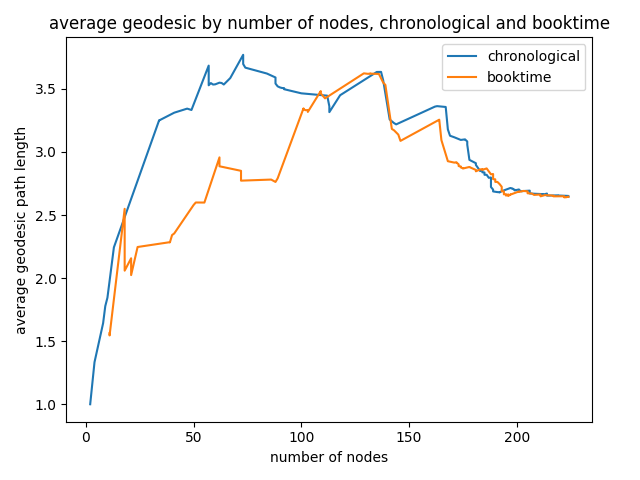 average geodesic by number of nodes, chronological and booktime
chronological
booktime
average geodesic path length
3.5
3.0
2.5
2.0
1.5
1.0
0
50
100
150
200
number of nodes